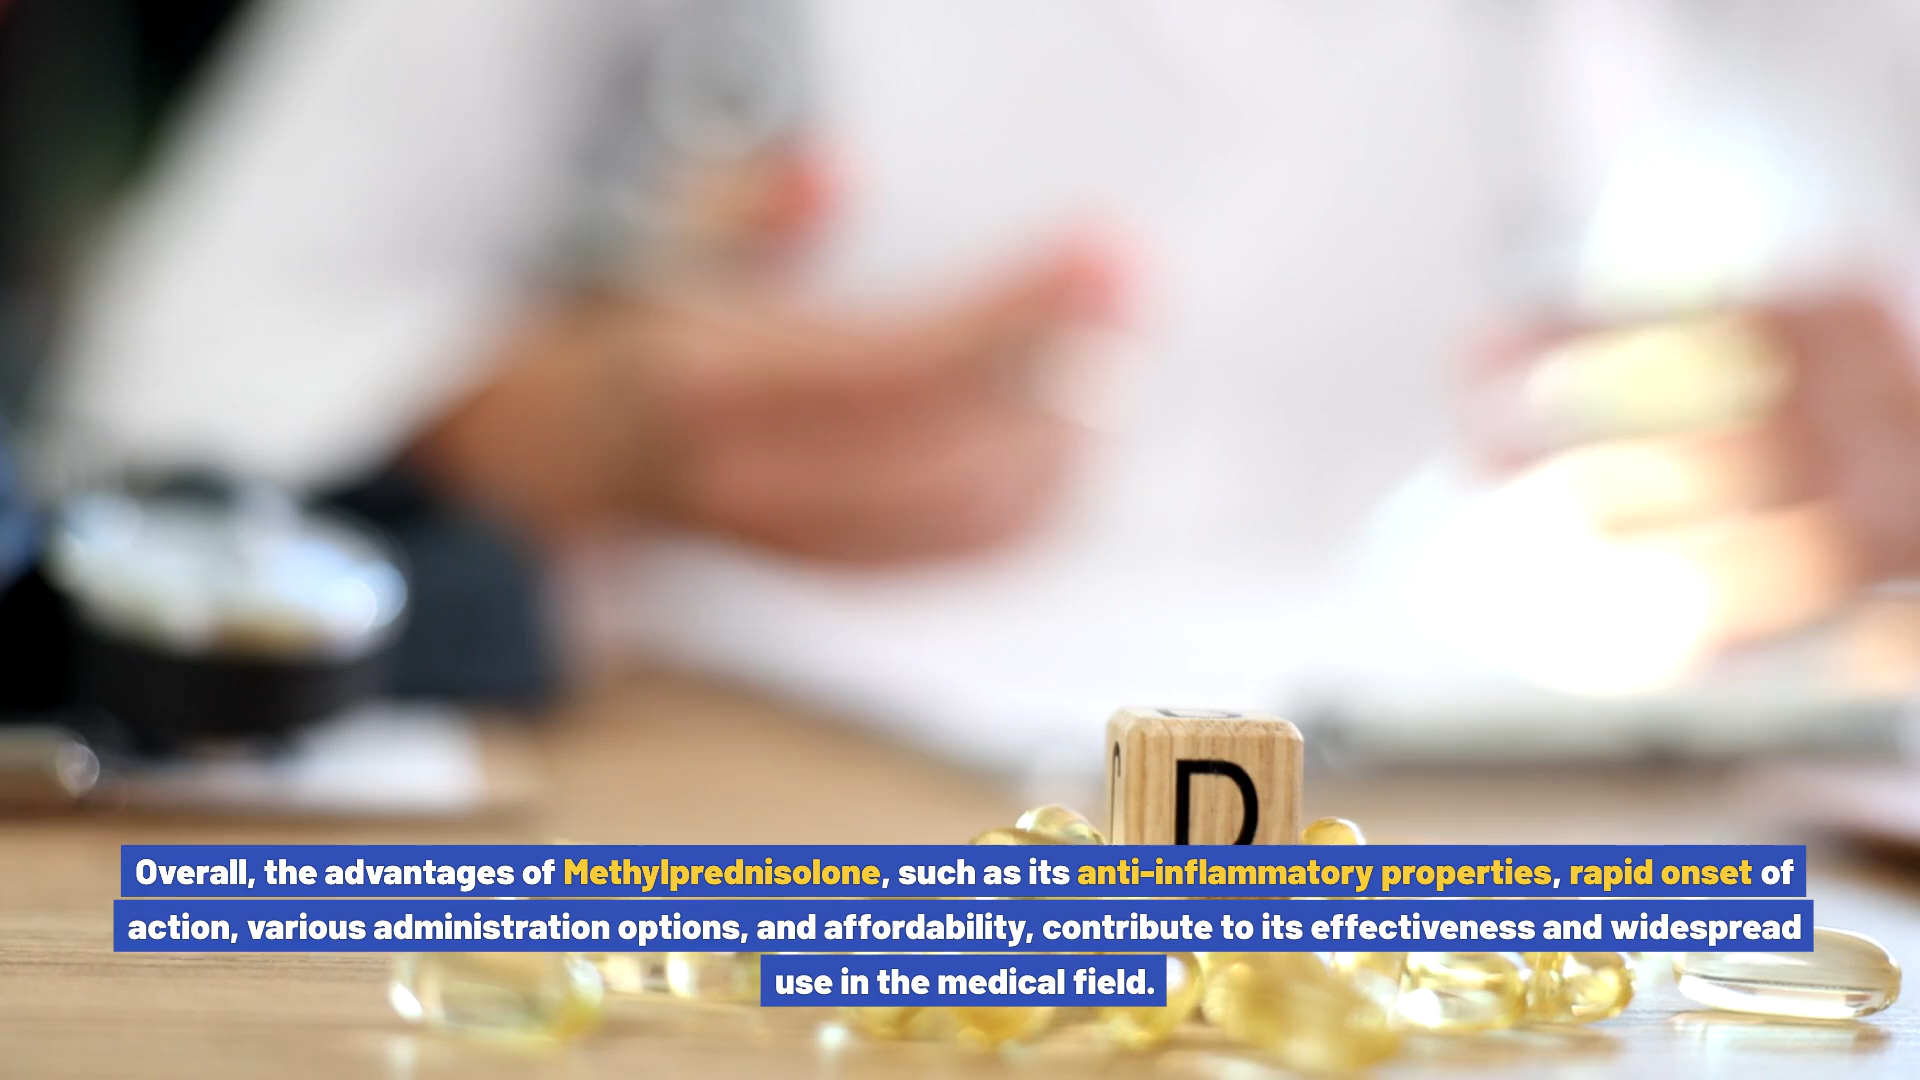 D
Overall, the advantages of Methylprednisolone, such as its anti-inflammatory properties, rapid onset of
action, various administration options, and affordability, contribute to its effectiveness and widespread
use in the medical field.